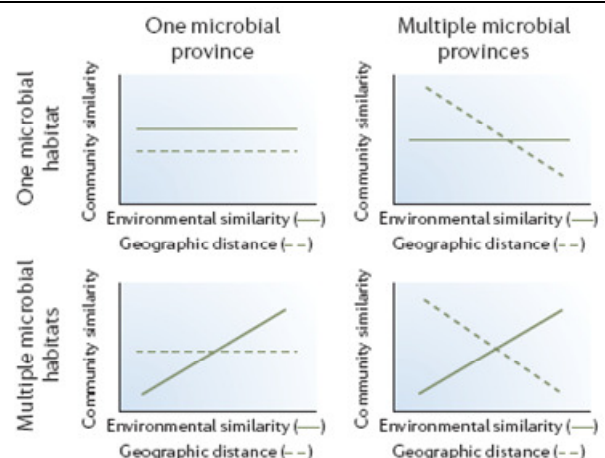 One microbial
province
Multiple microbial
provinces
One microbial
habitat
Community similarity
Environmental similarity (—)
Geographic distance (– –)
Community similarity
Environmental similarity (—)
Geographic distance (– –)
Multiple microbial
habitats
Community similarity
Environmental similarity (—)
Geographic distance (– –)
Community similarity
Environmental similarity (—)
Geographic distance (– –)